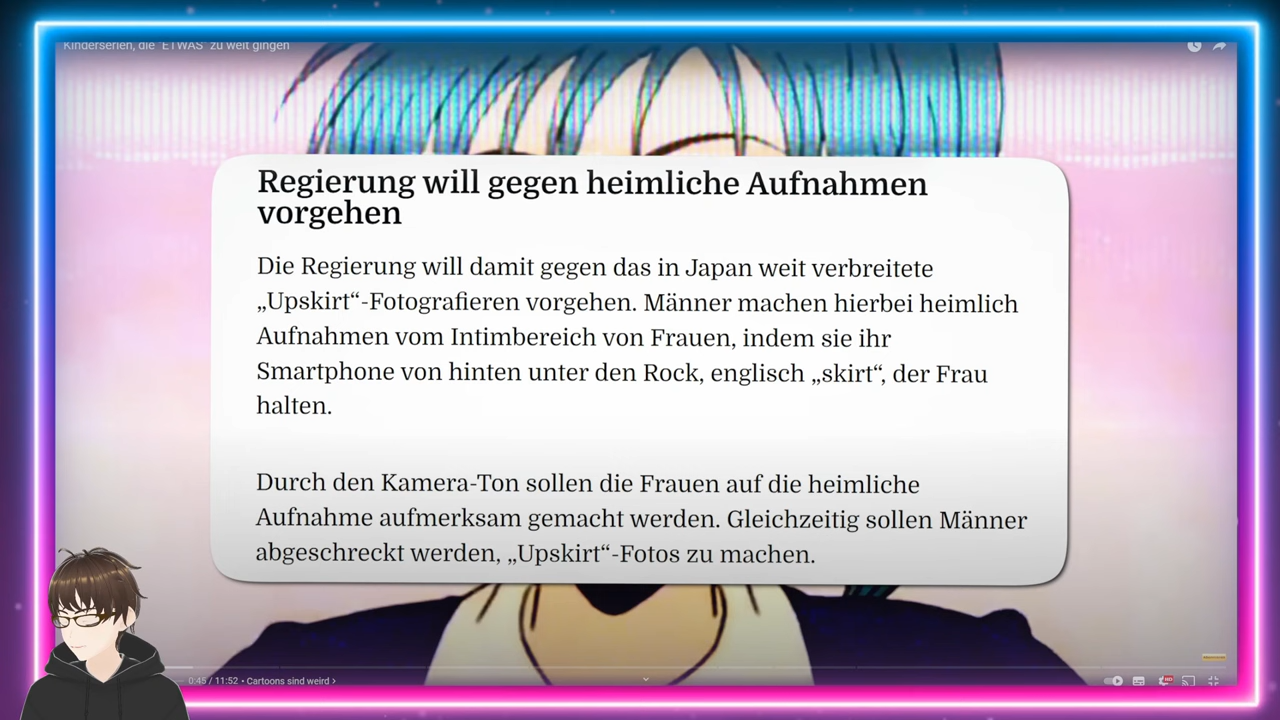 Kinderserien, die "ETWAS" zu weit gingen
Regierung will gegen heimliche Aufnahmen
vorgehen
Die Regierung will damit gegen das in Japan weit verbreitete
„Upskirt“-Fotografieren vorgehen. Männer machen hierbei heimlich
Aufnahmen vom Intimbereich von Frauen, indem sie ihr
Smartphone von hinten unter den Rock, englisch „skirt“, der Frau
halten.
Durch den Kamera-Ton sollen die Frauen auf die heimliche
Aufnahme aufmerksam gemacht werden. Gleichzeitig sollen Männer
abgeschreckt werden, „Upskirt“-Fotos zu machen.
0:45 / 11:52 • Cartoons sind weird ›
HD